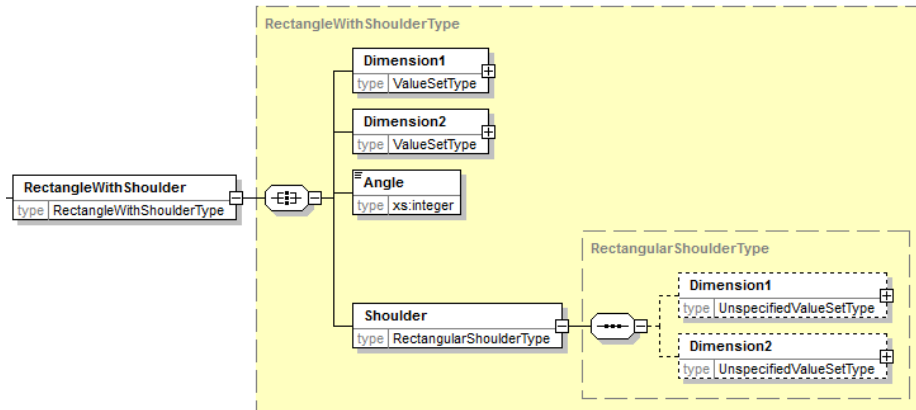 RectangleWithShoulderType
Dimension1
type ValueSetType
Dimension2
type ValueSetType
RectangleWithShoulder
type RectangleWithShoulderType
Angle
type xs:integer
RectangularShoulderType
Shoulder
type RectangularShoulderType
Dimension1
type UnspecifiedValueSetType
Dimension2
type UnspecifiedValueSetType